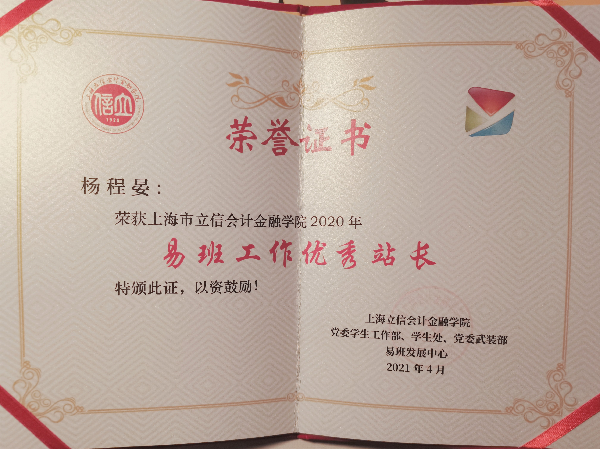 信立
1928
荣誉证书
杨程晏：
荣获上海市立信会计金融学院2020年
易班工作优秀站长
特颁此证，以资鼓励！
上海立信会计金融学院
党委学生工作部、学生处、党委武装部
易班发展中心
2021年4月